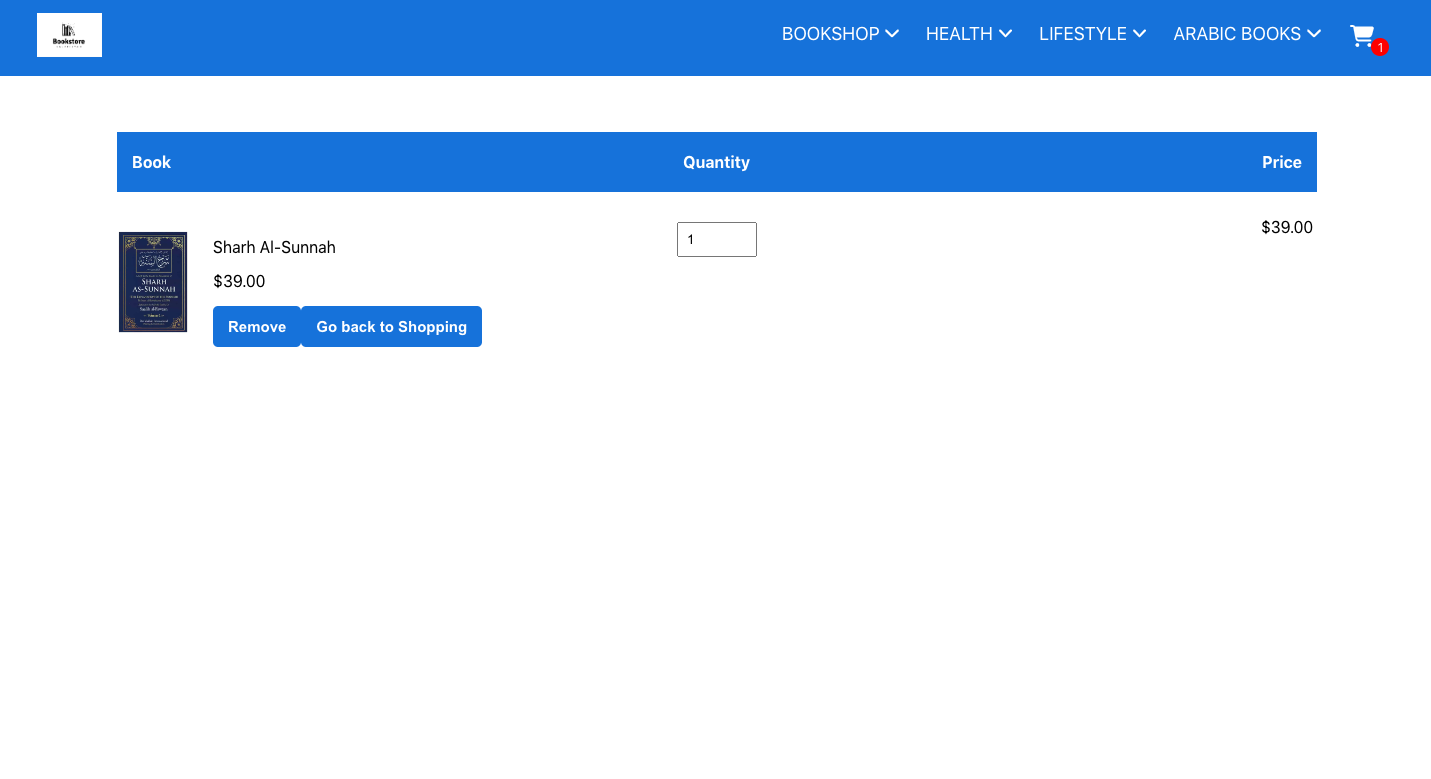 Bookstore
BOOKSHOP HEALTH LIFESTYLE ARABIC BOOKS 1
Book Quantity Price
SHARH
AS-SUNNAH
Sharh Al-Sunnah 1 $39.00
$39.00
Remove Go back to Shopping